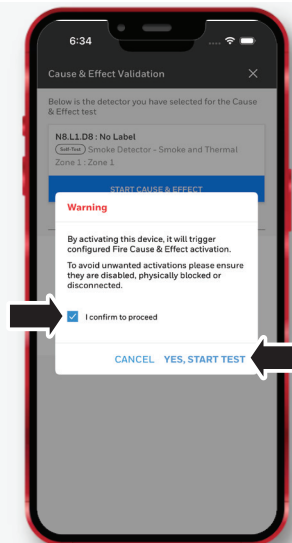 6:34
Cause & Effect Validation
Below is the detector you have selected for the Cause
& Effect test
N8.L1.D8 : No Label
Self-Test Smoke Detector - Smoke and Thermal
Zone 1 : Zone 1
START CAUSE & EFFECT
Warning
By activating this device, it will trigger
configured Fire Cause & Effect activation.
To avoid unwanted activations please ensure
they are disabled, physically blocked or
disconnected.
I confirm to proceed
CANCEL YES, START TEST